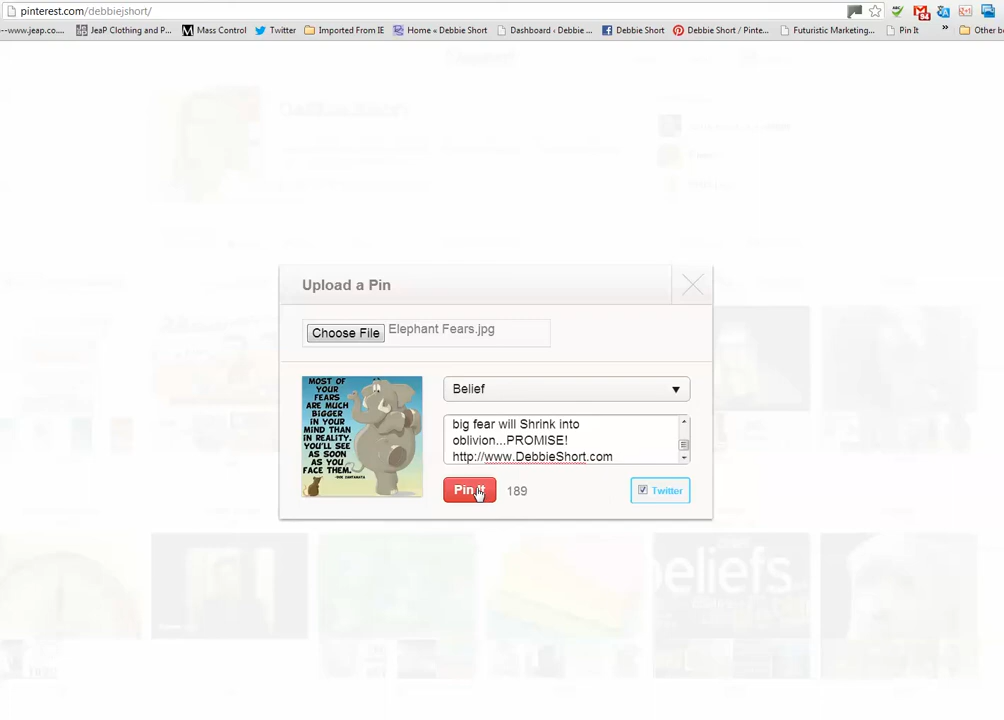 pinterest.com/debbiejshort/
ABC
94
--www.jeap.co....
JeaP Clothing and P...
Mass Control
Twitter
Imported From IE
Home « Debbie Short
Dashboard ‹ Debbie ...
Debbie Short
Debbie Short / Pinte...
Futuristic Marketing...
Pin It
»
Other b
Upload a Pin
Choose File
Elephant Fears.jpg
MOST OF
YOUR
FEARS
ARE MUCH
BIGGER
IN YOUR
MIND THAN
IN REALITY.
YOU'LL SEE
AS SOON
AS YOU
FACE THEM.
Belief
big fear will Shrink into
oblivion...PROMISE!
http://www.DebbieShort.com
Pin It
189
Twitter
beliefs